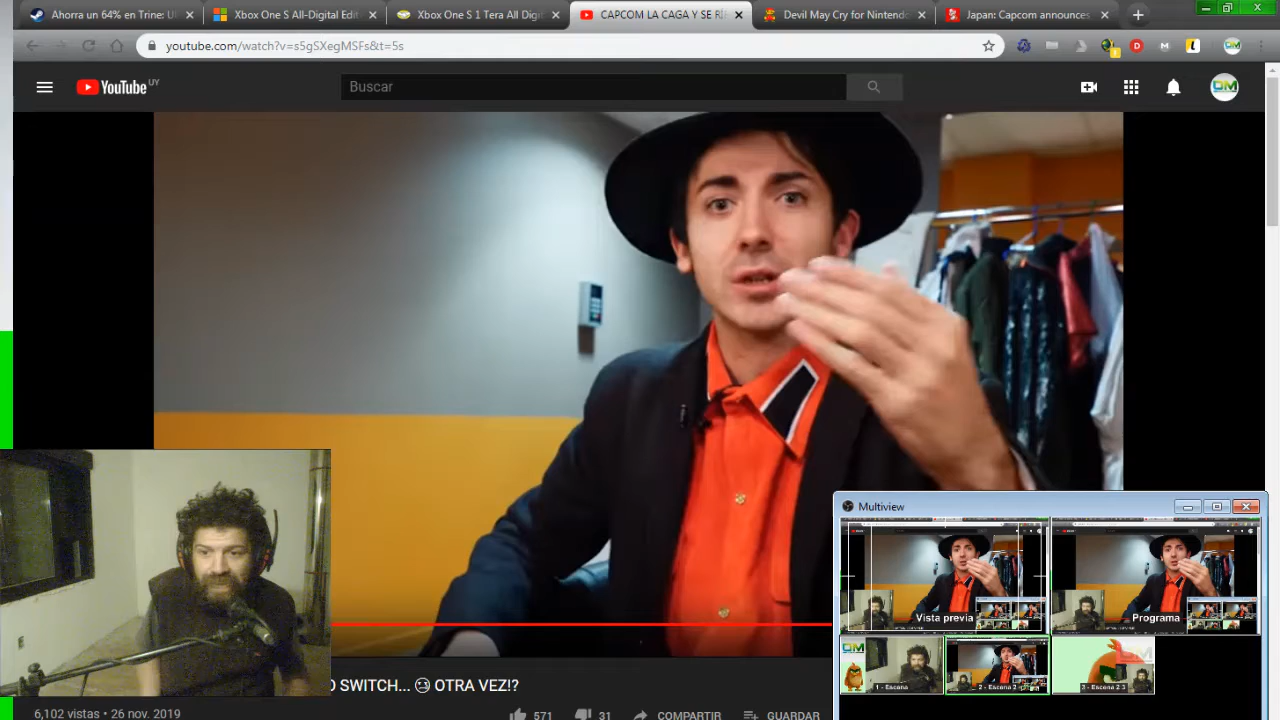 Ahorra un 64% en Trine: U
Xbox One S All-Digital Edit
Xbox One S 1 Tera All Dig
CAPCOM LA CAGA Y SE R
Devil May Cry for Nintend
Japan: Capcom announces
youtube.com/watch?v=s5gSXegMSFs&t=5s
YouTube UY
Buscar
DM
Multiview
Vista previa
Programa
1 - Escena
2 - Escena 2
3 - Escena 2 3
O SWITCH... 😥 OTRA VEZ!?
6,102 vistas • 26 nov. 2019
571
31
COMPARTIR
GUARDAR